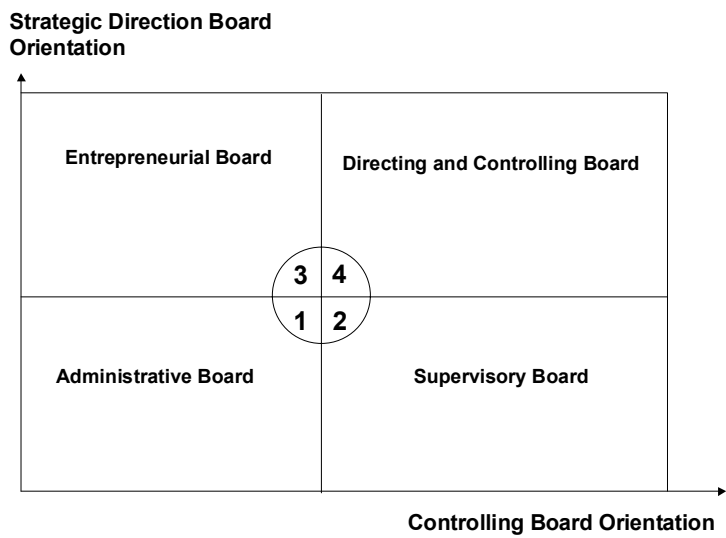 Strategic Direction Board
Orientation
Entrepreneurial Board
Directing and Controlling Board
3 4
1 2
Administrative Board
Supervisory Board
Controlling Board Orientation